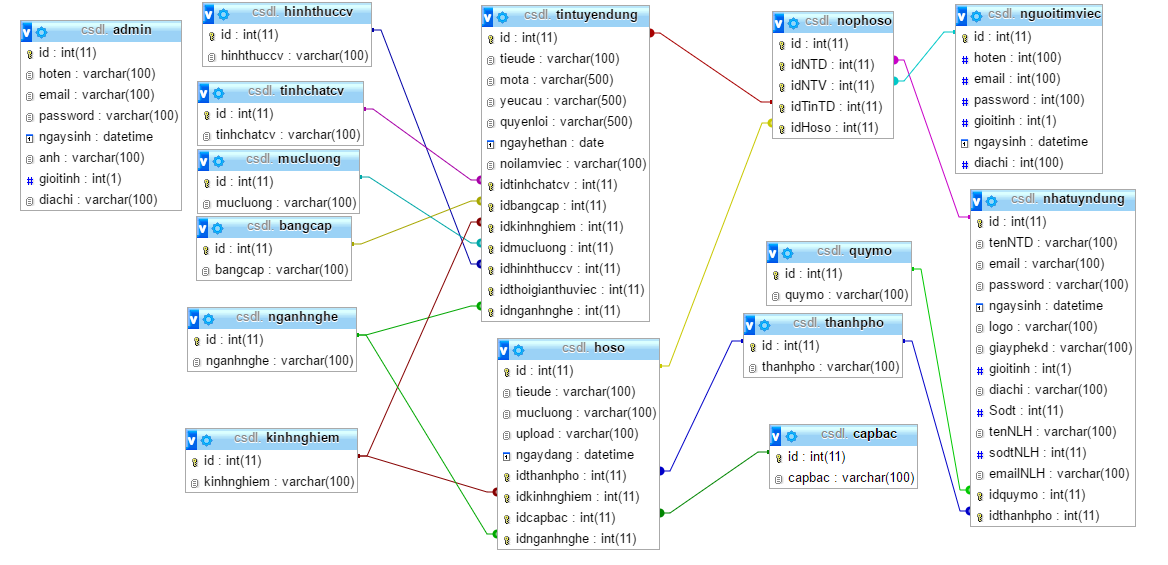 csdl. admin
id : int(11)
hoten : varchar(100)
email : varchar(100)
password : varchar(100)
ngaysinh : datetime
anh : varchar(100)
gioitinh : int(1)
diachi : varchar(100)
csdl. hinhthuccv
id : int(11)
hinhthuccv : varchar(100)
csdl. tinhchatcv
id : int(11)
tinhchatcv : varchar(100)
csdl. mucluong
id : int(11)
mucluong : varchar(100)
csdl. bangcap
id : int(11)
bangcap : varchar(100)
csdl. nganhnghe
id : int(11)
nganhnghe : varchar(100)
csdl. kinhnghiem
id : int(11)
kinhnghiem : varchar(100)
csdl. tintuyendung
id : int(11)
tieude : varchar(100)
mota : varchar(500)
yeucau : varchar(500)
quyenloi : varchar(500)
ngayhethan : date
noilamviec : varchar(100)
idtinhchatcv : int(11)
idbangcap : int(11)
idkinhnghiem : int(11)
idmucluong : int(11)
idhinhthuccv : int(11)
idthoigianthuviec : int(11)
idnganhnghe : int(11)
csdl. hoso
id : int(11)
tieude : varchar(100)
mucluong : varchar(100)
upload : varchar(100)
ngaydang : datetime
idthanhpho : int(11)
idkinhnghiem : int(11)
idcapbac : int(11)
idnganhnghe : int(11)
csdl. nophoso
id : int(11)
idNTD : int(11)
idNTV : int(11)
idTinTD : int(11)
idHoso : int(11)
csdl. quymo
id : int(11)
quymo : varchar(100)
csdl. thanhpho
id : int(11)
thanhpho : varchar(100)
csdl. capbac
id : int(11)
capbac : varchar(100)
csdl. nguoitimviec
id : int(11)
hoten : int(100)
email : int(100)
password : int(100)
gioitinh : int(1)
ngaysinh : datetime
diachi : int(100)
csdl. nhatuyndung
id : int(11)
tenNTD : varchar(100)
email : varchar(100)
password : varchar(100)
ngaysinh : datetime
logo : varchar(100)
giayphekd : varchar(100)
gioitinh : int(1)
diachi : varchar(100)
Sodt : int(11)
tenNLH : varchar(100)
sodtNLH : int(11)
emailNLH : varchar(100)
idquymo : int(11)
idthanhpho : int(11)